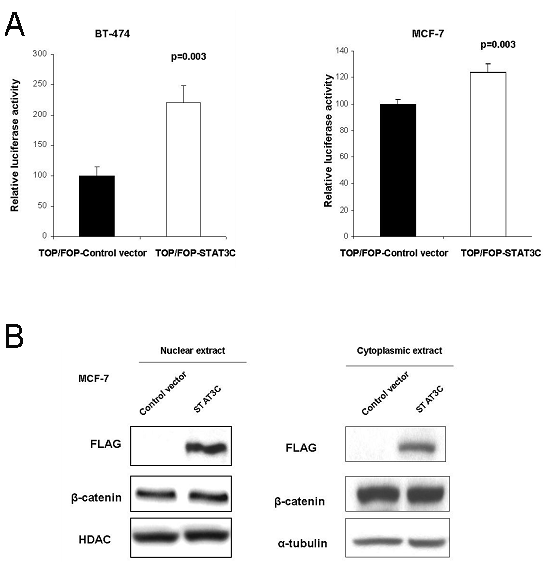 A
BT-474
p=0.003
Relative luciferase activity
300
250
200
150
100
50
0
TOP/FOP-Control vector
TOP/FOP-STAT3C
MCF-7
p=0.003
Relative luciferase activity
140
120
100
80
60
40
20
0
TOP/FOP-Control vector
TOP/FOP-STAT3C
B
Nuclear extract
MCF-7
Control vector
STAT3C
FLAG
β-catenin
HDAC
Cytoplasmic extract
Control vector
STAT3C
FLAG
β-catenin
α-tubulin